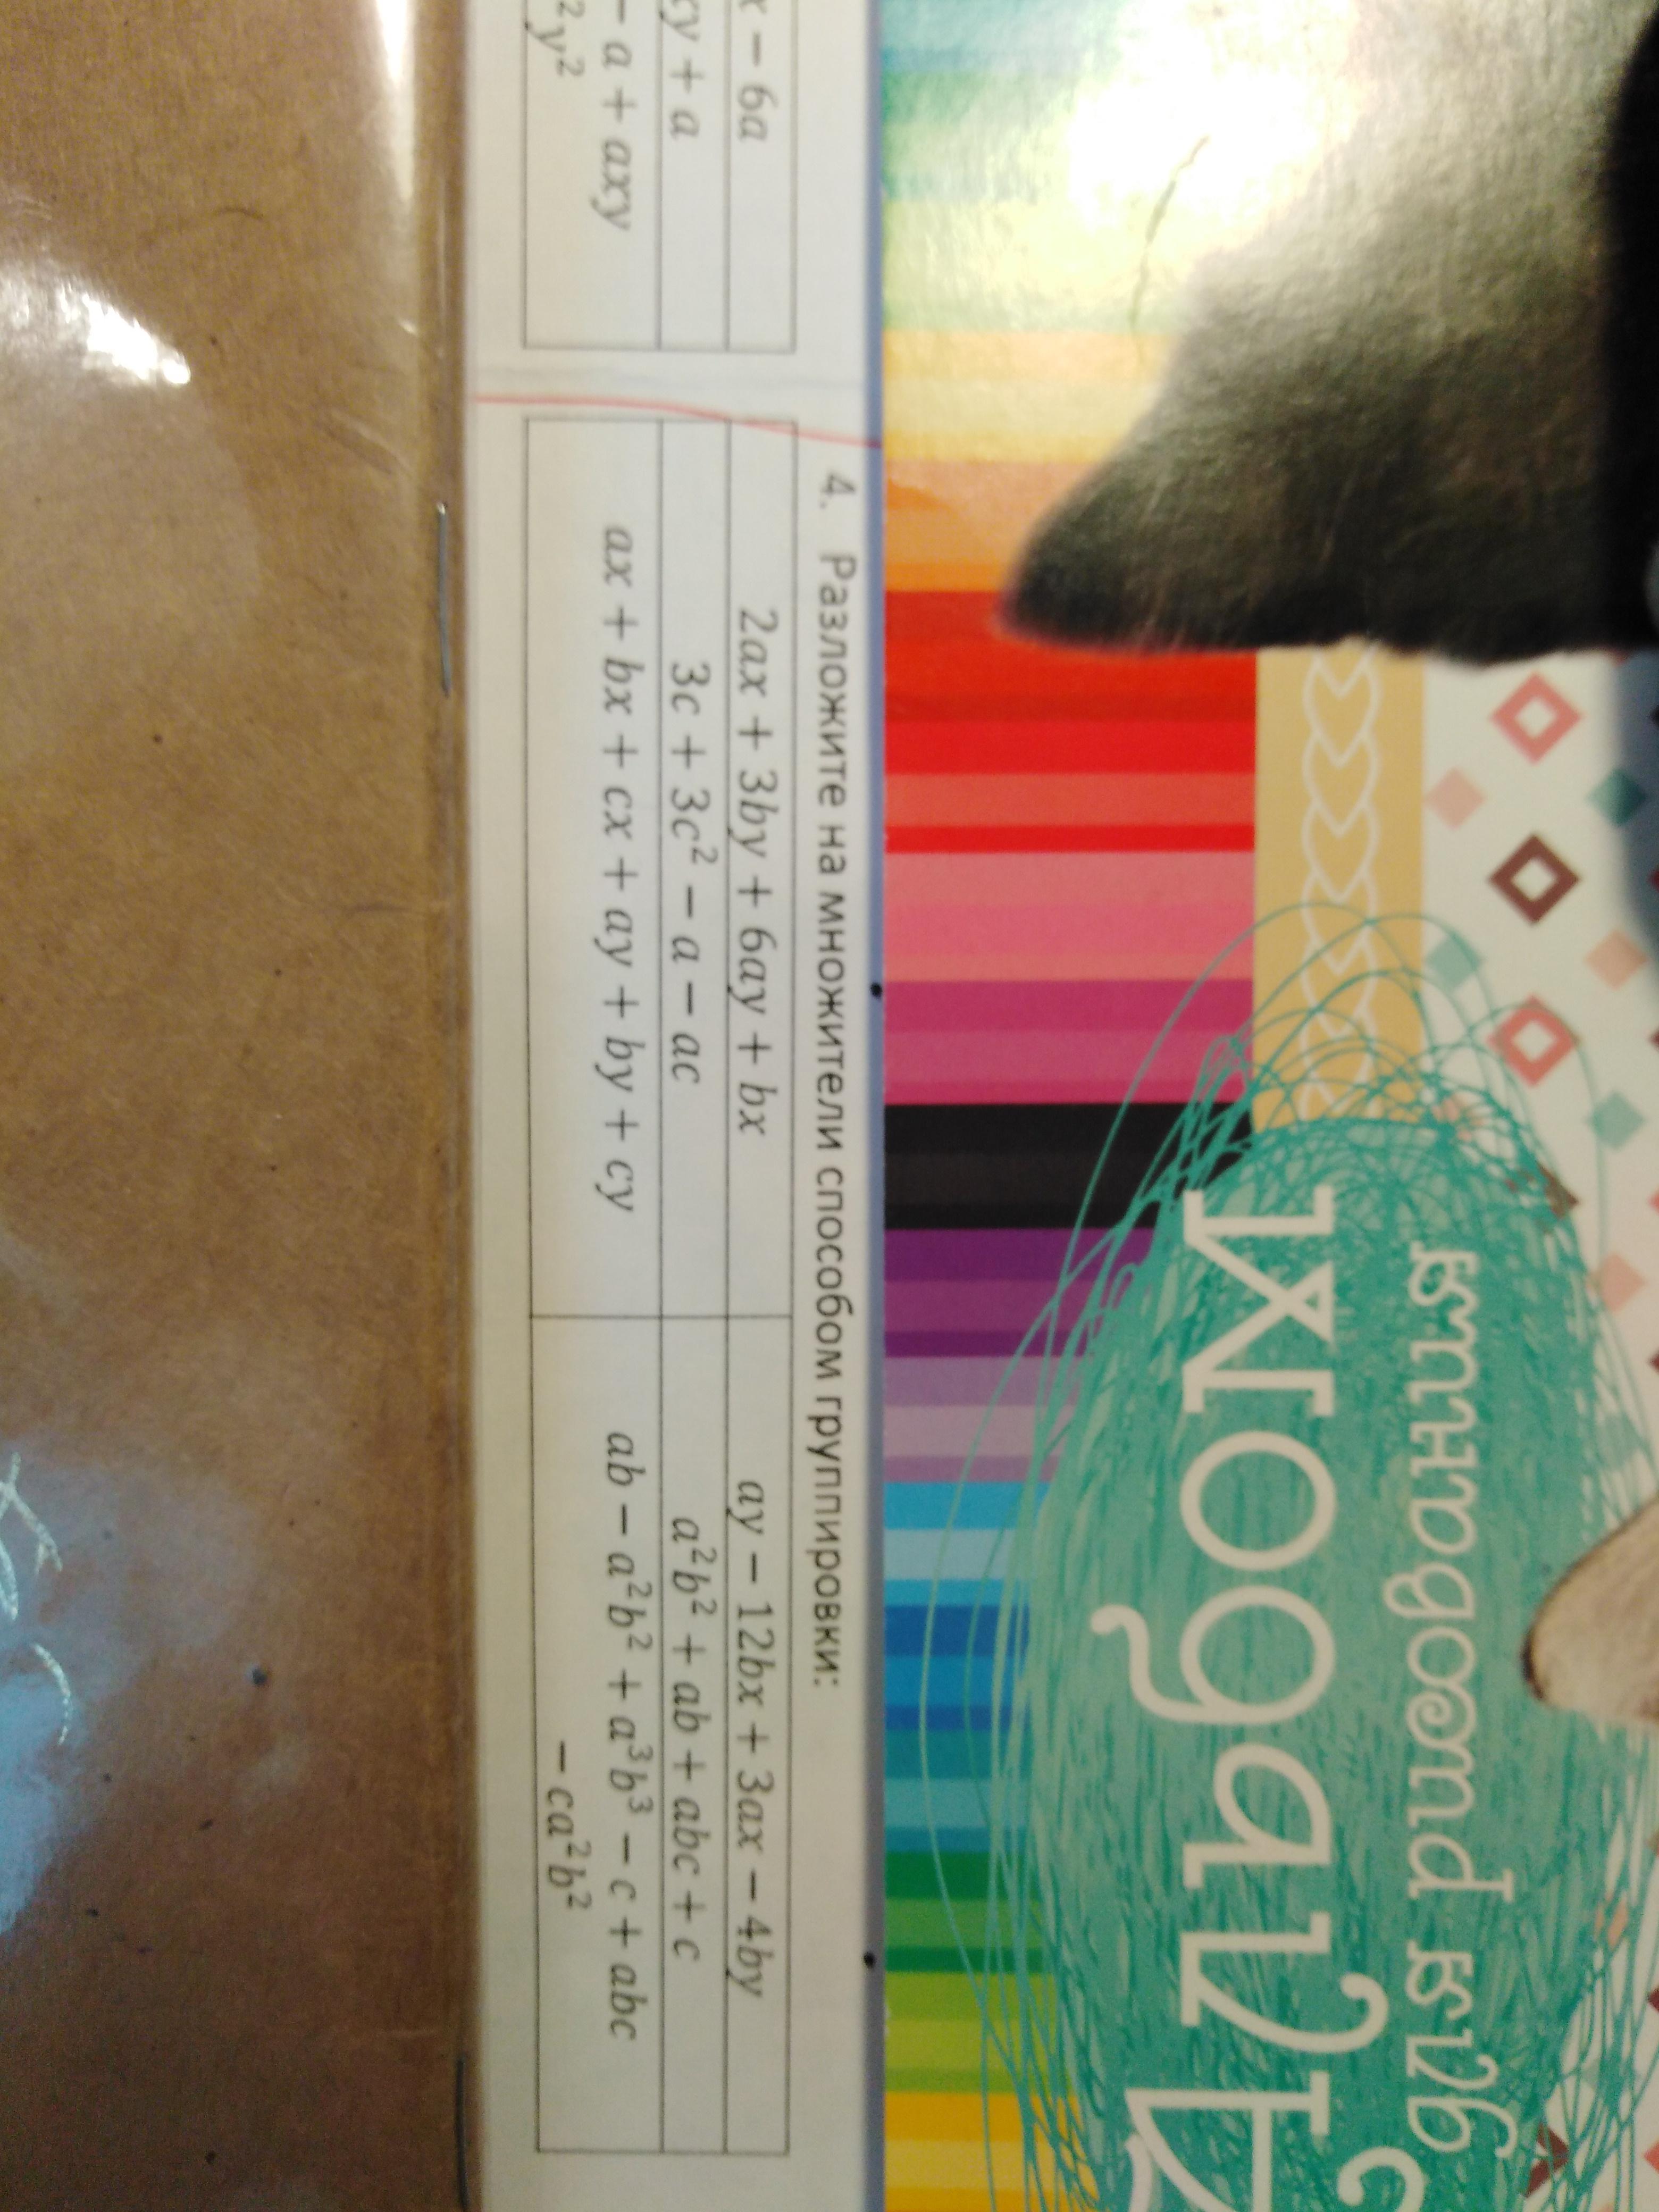 x − 6a
y + a
− a + axy
²y²
4. Разложите на множители способом группировки:
2ax + 3by + 6ay + bx
ay − 12bx + 3ax − 4by
3c + 3c² − a − ac
a²b² + ab + abc + c
ax + bx + cx + ay + by + cy
ab − a²b² + a³b³ − c + abc
− ca²b²
для рисования